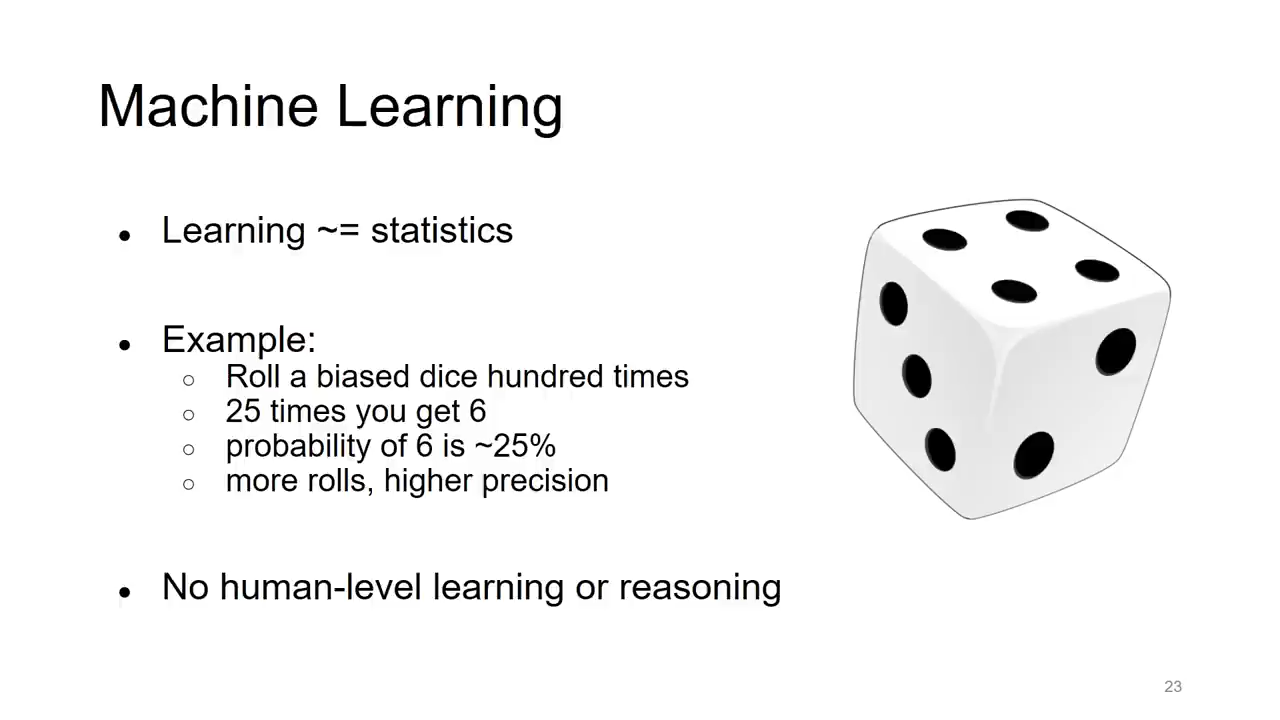 Machine Learning
● Learning ~= statistics
● Example:
○ Roll a biased dice hundred times
○ 25 times you get 6
○ probability of 6 is ~25%
○ more rolls, higher precision
● No human-level learning or reasoning
23